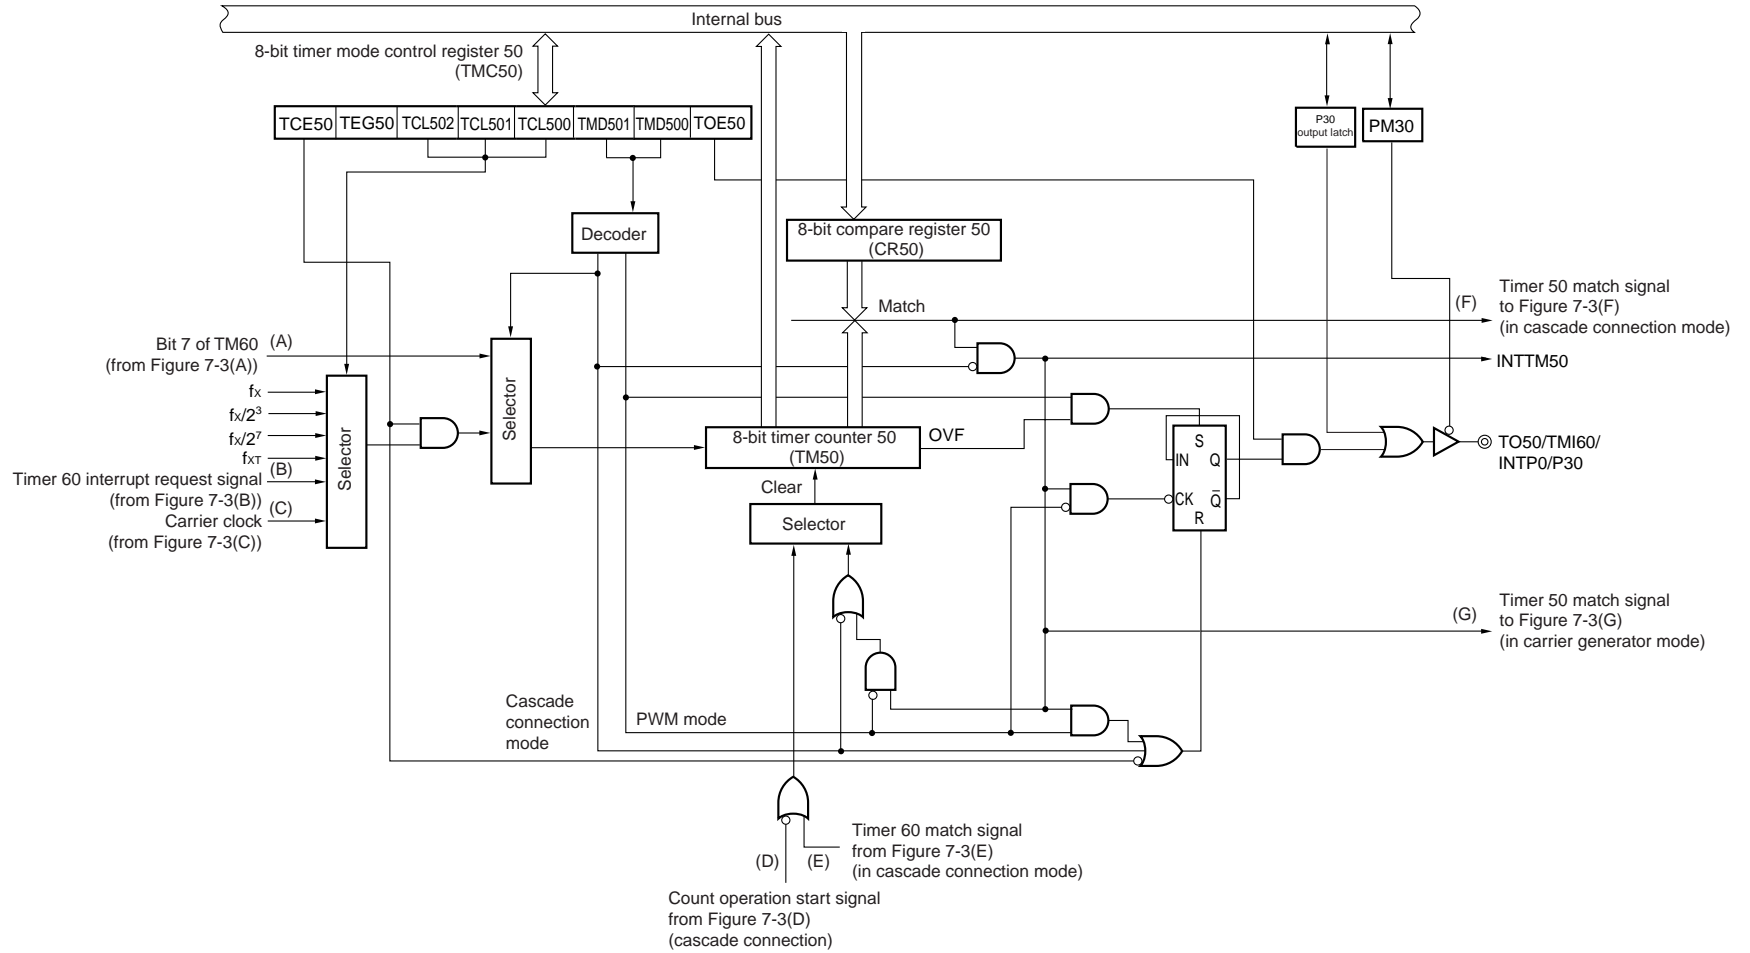 Internal bus
8-bit timer mode control register 50
(TMC50)
TCE50 TEG50 TCL502 TCL501 TCL500 TMD501 TMD500 TOE50
P30
output latch
PM30
Decoder
8-bit compare register 50
(CR50)
Match
(F)
Timer 50 match signal
to Figure 7-3(F)
(in cascade connection mode)
Bit 7 of TM60
(from Figure 7-3(A))
(A)
INTTM50
fX
fX/2³
fX/2⁷
fXT
Timer 60 interrupt request signal
(from Figure 7-3(B))
(B)
Carrier clock
(from Figure 7-3(C))
(C)
Selector
Selector
8-bit timer counter 50
(TM50)
OVF
Clear
Selector
S
IN Q
CK Q̅
R
TO50/TMI60/
INTP0/P30
(G)
Timer 50 match signal
to Figure 7-3(G)
(in carrier generator mode)
Cascade
connection
mode
PWM mode
(D)
(E)
Timer 60 match signal
from Figure 7-3(E)
(in cascade connection mode)
Count operation start signal
from Figure 7-3(D)
(cascade connection)